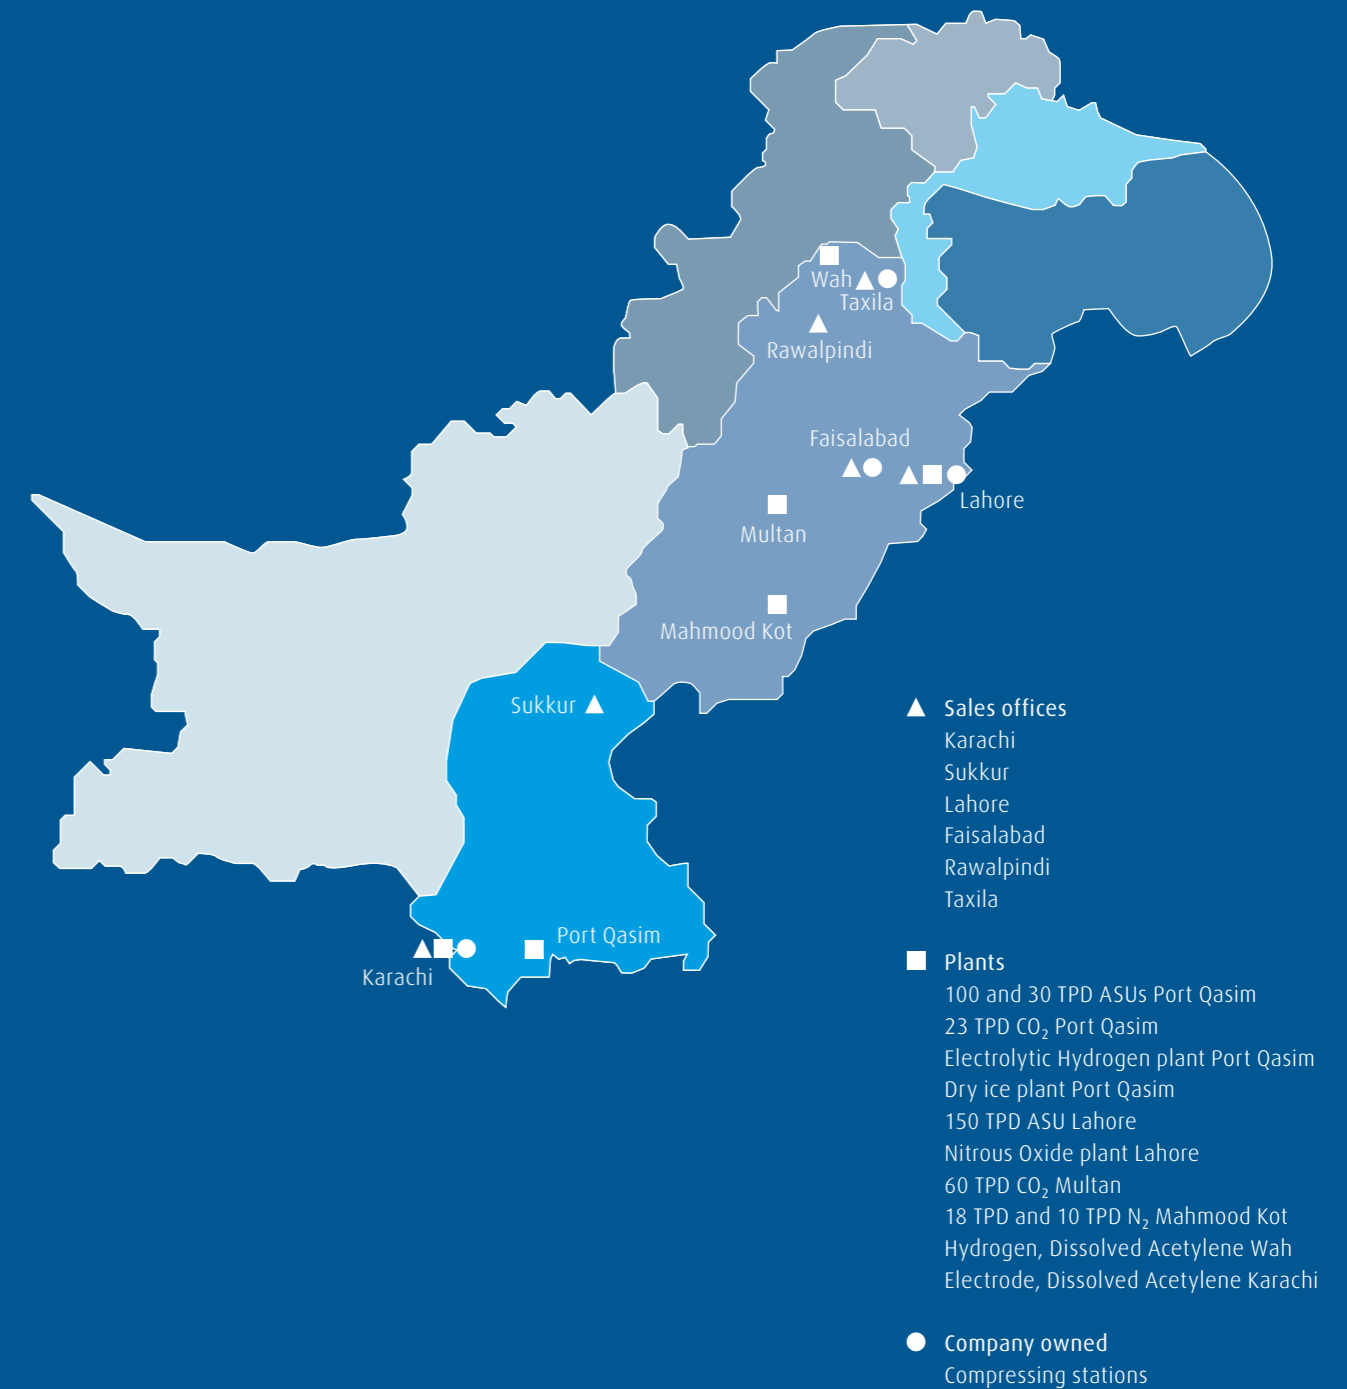 Wah
Taxila
Rawalpindi
Faisalabad
Lahore
Multan
Mahmood Kot
Sukkur
Port Qasim
Karachi
Sales offices
Karachi
Sukkur
Lahore
Faisalabad
Rawalpindi
Taxila
Plants
100 and 30 TPD ASUs Port Qasim
23 TPD CO₂ Port Qasim
Electrolytic Hydrogen plant Port Qasim
Dry ice plant Port Qasim
150 TPD ASU Lahore
Nitrous Oxide plant Lahore
60 TPD CO₂ Multan
18 TPD and 10 TPD N₂ Mahmood Kot
Hydrogen, Dissolved Acetylene Wah
Electrode, Dissolved Acetylene Karachi
Company owned
Compressing stations